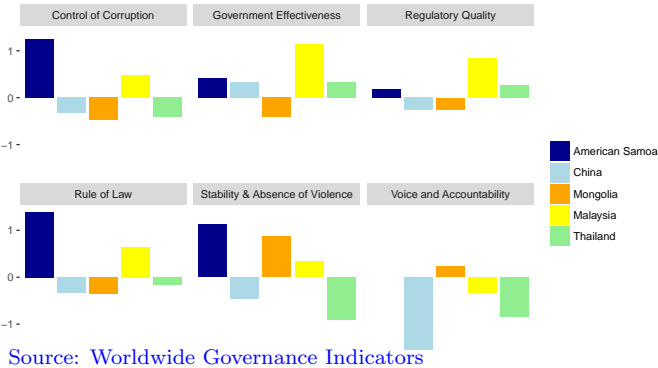 Control of Corruption
Government Effectiveness
Regulatory Quality
1
0
−1
Rule of Law
Stability & Absence of Violence
Voice and Accountability
1
0
−1
American Samoa
China
Mongolia
Malaysia
Thailand
Source: Worldwide Governance Indicators